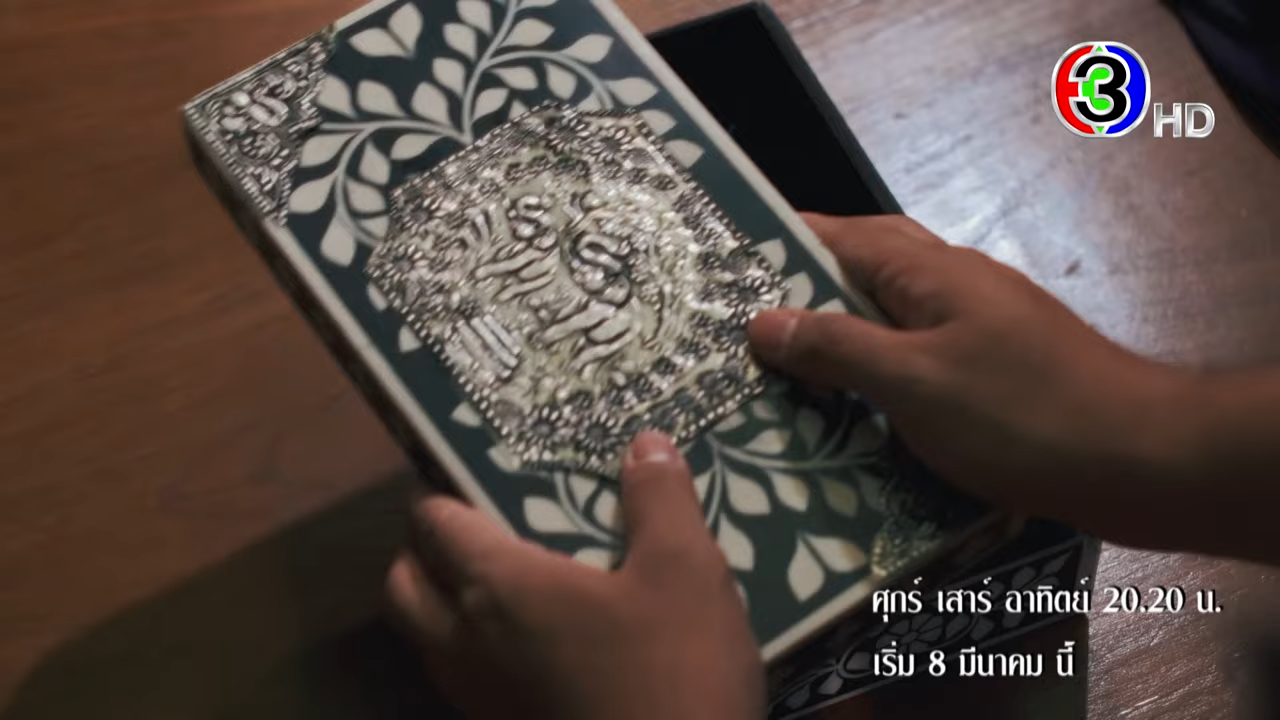 3 HD
ศุกร์ เสาร์ อาทิตย์ 20.20 น.
เริ่ม 8 มีนาคม นี้